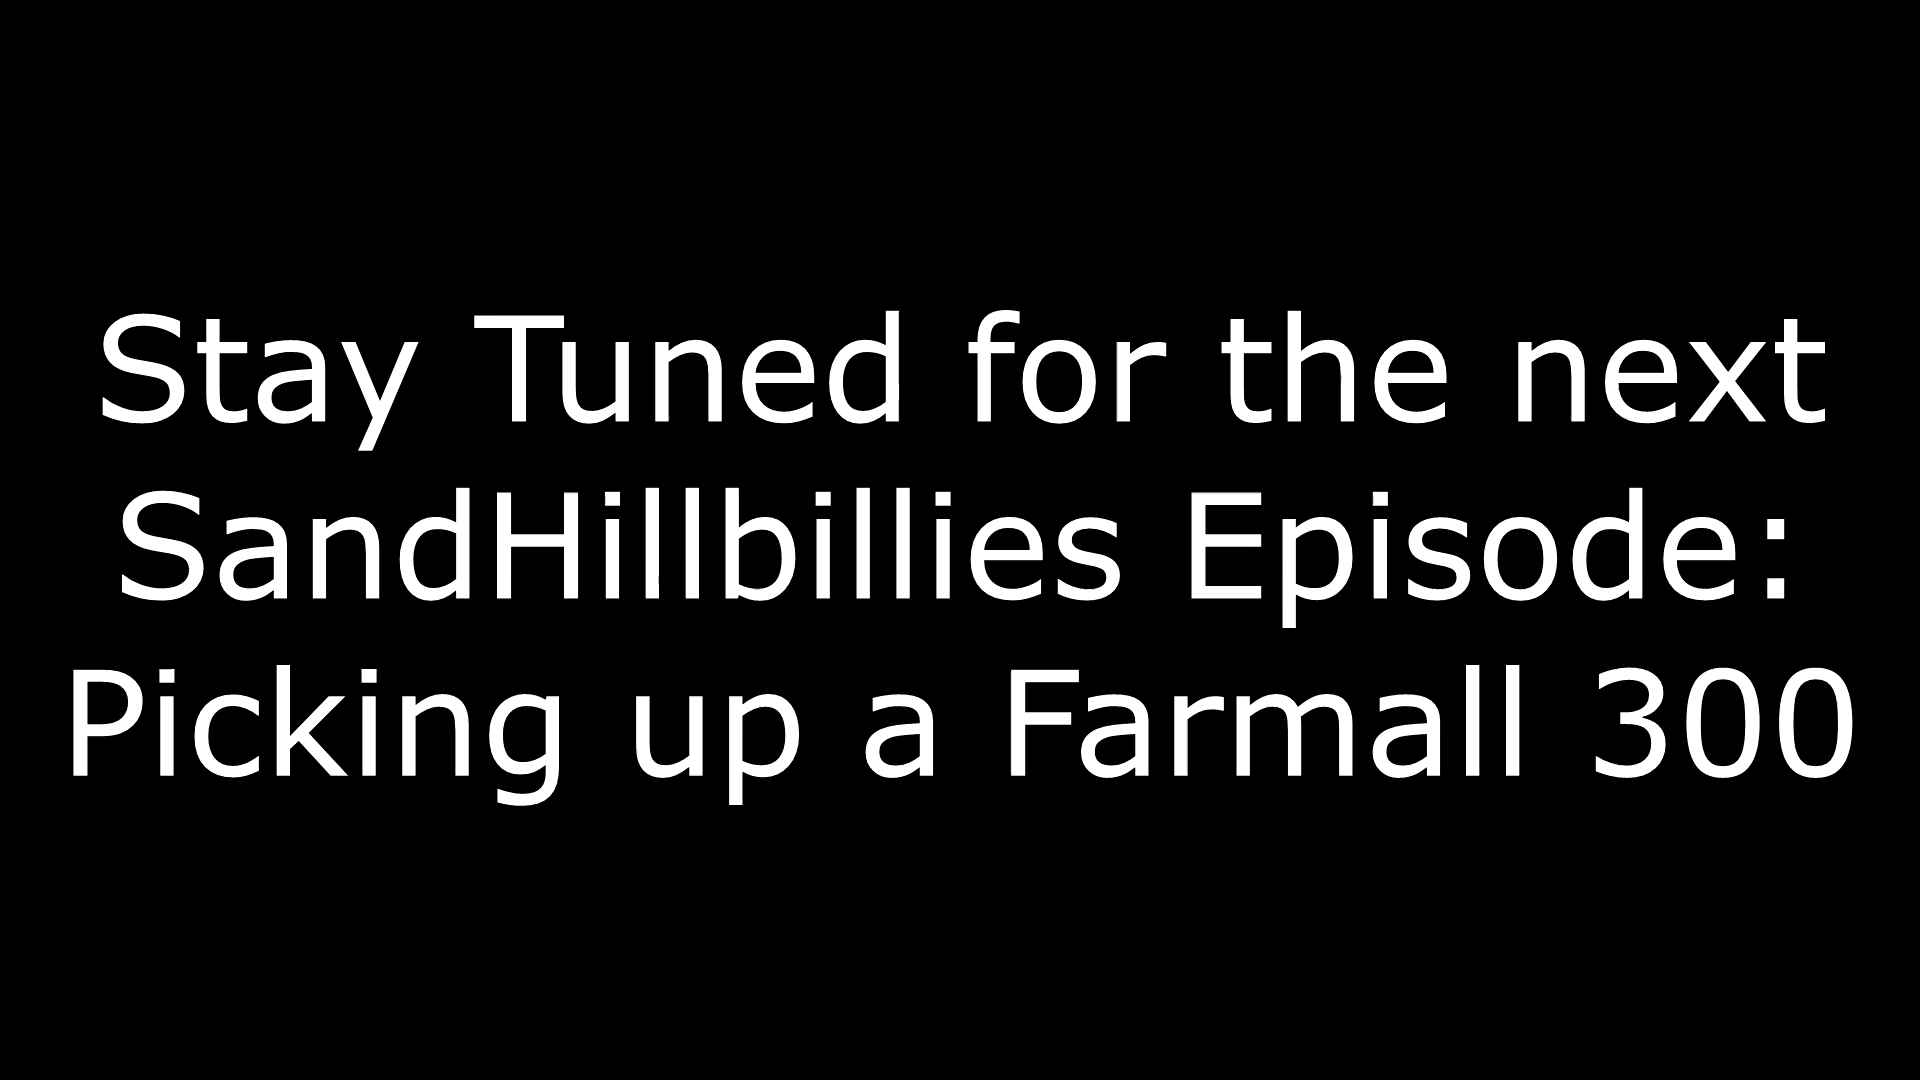 Stay Tuned for the next
SandHillbillies Episode:
Picking up a Farmall 300